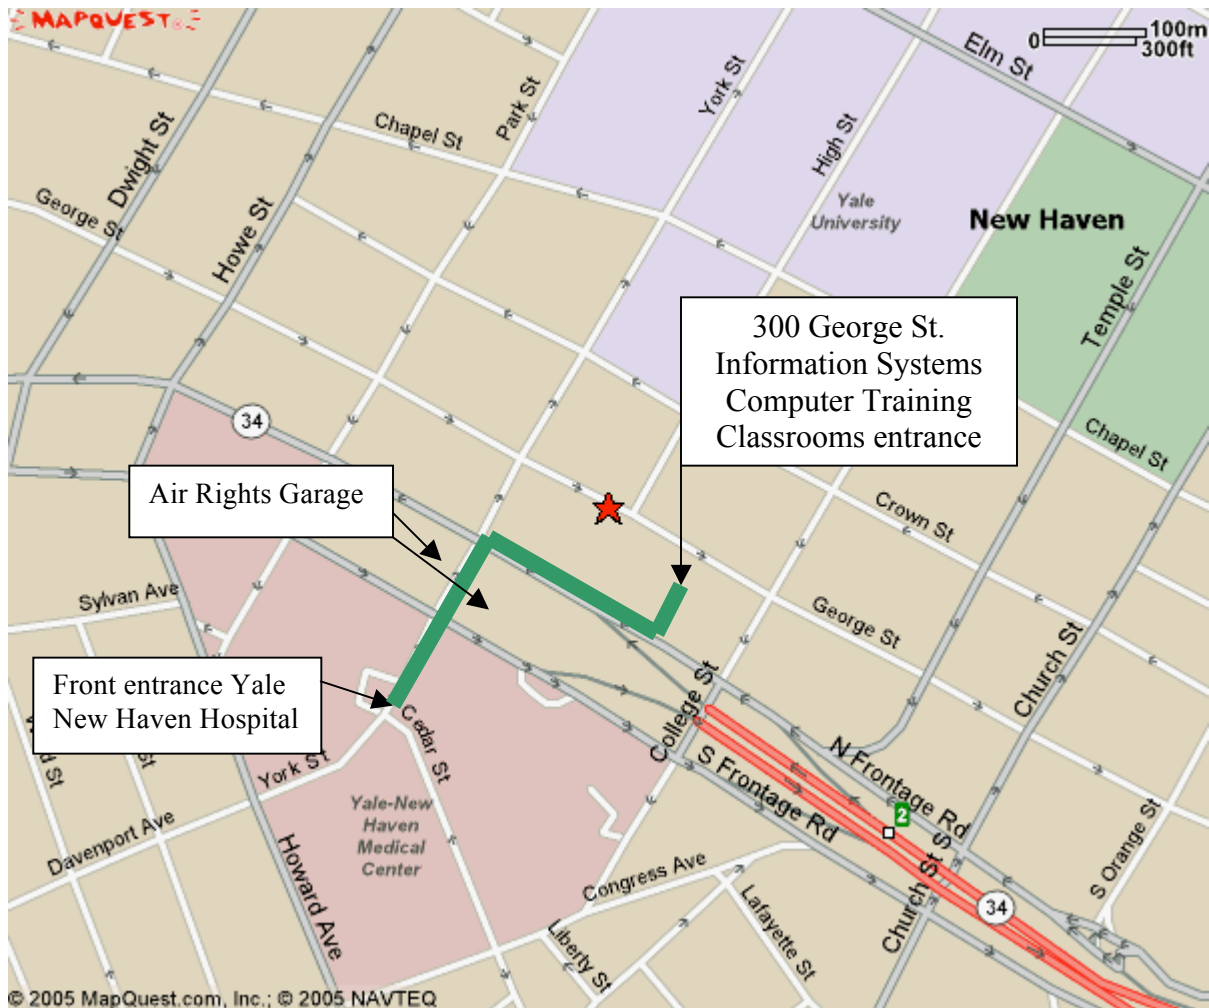 MAPQUEST
0
100m
300ft
Elm St
York St
Park St
High St
Chapel St
Dwight St
George St
Howe St
Yale
University
New Haven
Temple St
300 George St.
Information Systems
Computer Training
Classrooms entrance
34
Chapel St
Air Rights Garage
Crown St
Sylvan Ave
George St
Church St
Front entrance Yale
New Haven Hospital
Cedar St
College St
York St
N Frontage Rd
S Frontage Rd
Yale-New
Haven
Medical
Center
2
Davenport Ave
Howard Ave
Congress Ave
S Orange St
Church St S
34
Lafayette St
Liberty St
© 2005 MapQuest.com, Inc.; © 2005 NAVTEQ